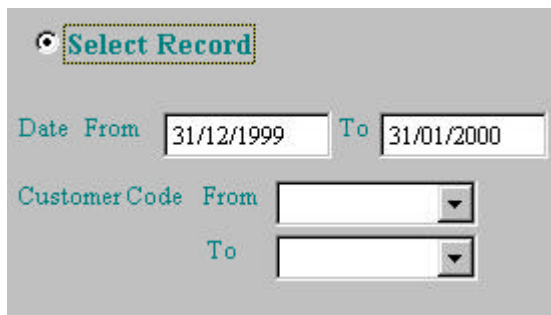 Select Record
Date From 31/12/1999 To 31/01/2000
Customer Code From
To